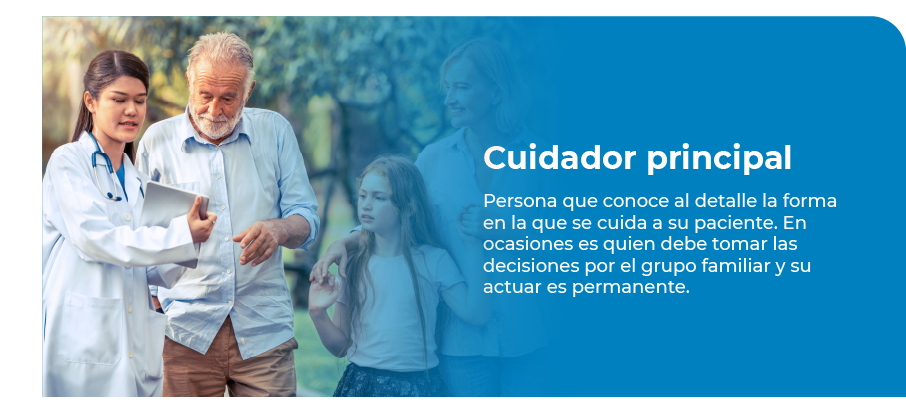 Cuidador principal
Persona que conoce al detalle la forma
en la que se cuida a su paciente. En
ocasiones es quien debe tomar las
decisiones por el grupo familiar y su
actuar es permanente.